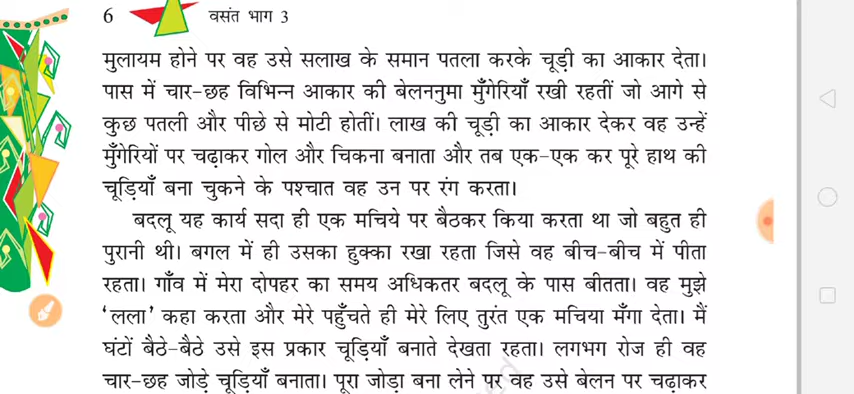 6 वसंत भाग 3
मुलायम होने पर वह उसे सलाख के समान पतला करके चूड़ी का आकार देता।
पास में चार-छह विभिन्न आकार की बेलननुमा मुँगेरियाँ रखी रहतीं जो आगे से
कुछ पतली और पीछे से मोटी होतीं। लाख की चूड़ी का आकार देकर वह उन्हें
मुँगेरियों पर चढ़ाकर गोल और चिकना बनाता और तब एक-एक कर पूरे हाथ की
चूड़ियाँ बना चुकने के पश्चात वह उन पर रंग करता।
बदलू यह कार्य सदा ही एक मचिये पर बैठकर किया करता था जो बहुत ही
पुरानी थी। बगल में ही उसका हुक्का रखा रहता जिसे वह बीच-बीच में पीता
रहता। गाँव में मेरा दोपहर का समय अधिकतर बदलू के पास बीतता। वह मुझे
‘लला’ कहा करता और मेरे पहुँचते ही मेरे लिए तुरंत एक मचिया मँगा देता। मैं
घंटों बैठे-बैठे उसे इस प्रकार चूड़ियाँ बनाते देखता रहता। लगभग रोज ही वह
चार-छह जोड़े चूड़ियाँ बनाता। पूरा जोड़ा बना लेने पर वह उसे बेलन पर चढ़ाकर